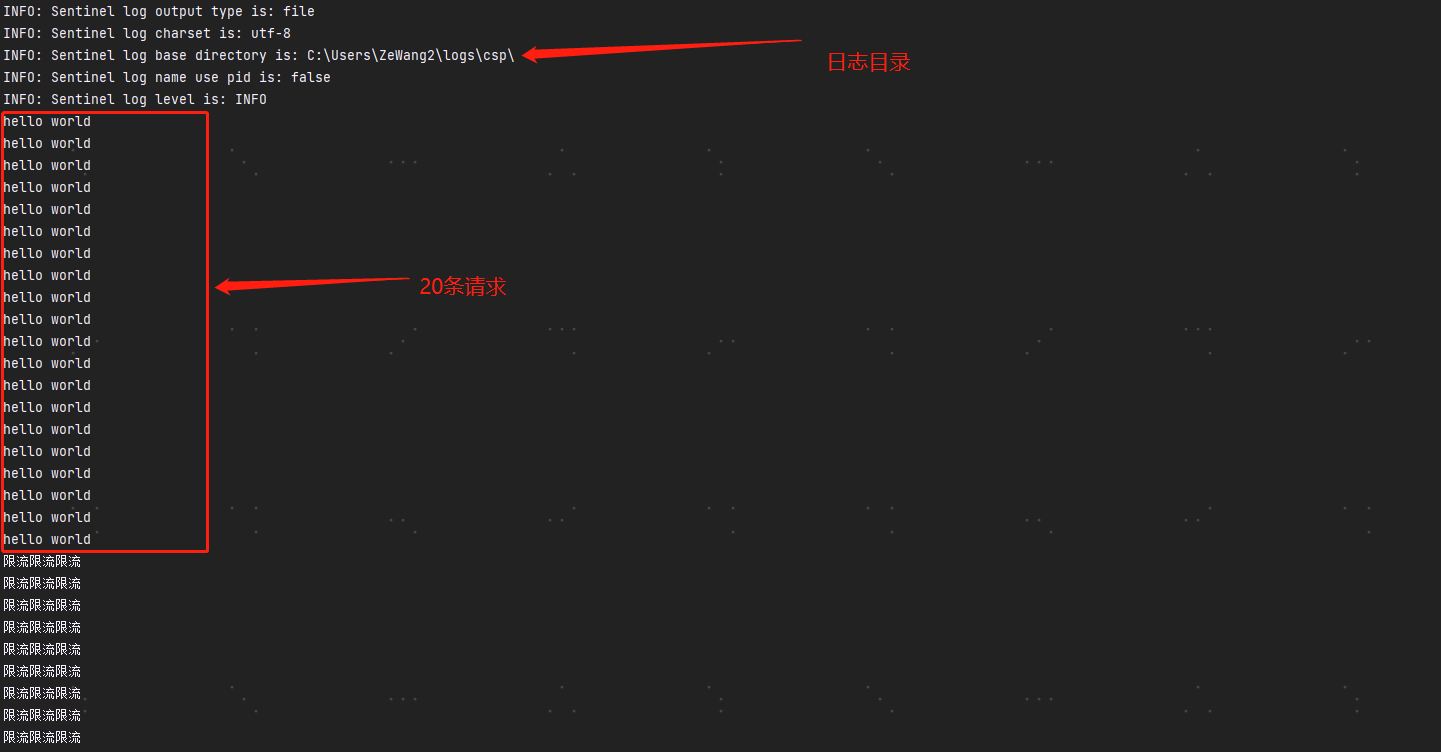 INFO: Sentinel log output type is: file
INFO: Sentinel log charset is: utf-8
INFO: Sentinel log base directory is: C:\Users\ZeWang2\logs\csp\
日志目录
INFO: Sentinel log name use pid is: false
INFO: Sentinel log level is: INFO
hello world
hello world
hello world
hello world
hello world
hello world
hello world
hello world
20条请求
hello world
hello world
hello world
hello world
hello world
hello world
hello world
hello world
hello world
hello world
hello world
hello world
限流限流限流
限流限流限流
限流限流限流
限流限流限流
限流限流限流
限流限流限流
限流限流限流
限流限流限流
限流限流限流